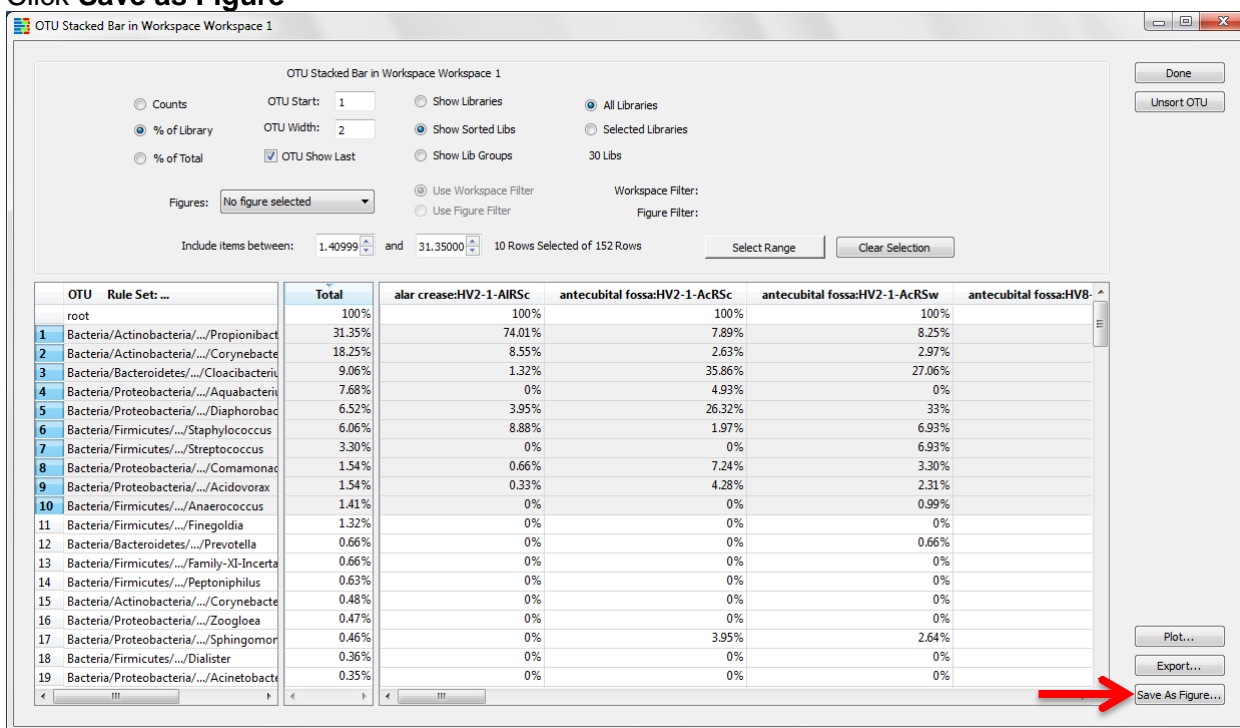 Click Save as Figure
OTU Stacked Bar in Workspace Workspace 1
OTU Stacked Bar in Workspace Workspace 1
Done
Counts OTU Start: 1 Show Libraries All Libraries
Unsort OTU
% of Library OTU Width: 2 Show Sorted Libs Selected Libraries
% of Total OTU Show Last Show Lib Groups 30 Libs
Figures: No figure selected Use Workspace Filter Workspace Filter:
Use Figure Filter Figure Filter:
Include items between: 1.40999 and 31.35000 10 Rows Selected of 152 Rows Select Range Clear Selection
OTU Rule Set: ... Total alar crease:HV2-1-AlRSc antecubital fossa:HV2-1-AcRSc antecubital fossa:HV2-1-AcRSw antecubital fossa:HV8-
root 100% 100% 100% 100%
1 Bacteria/Actinobacteria/.../Propionibact 31.35% 74.01% 7.89% 8.25%
2 Bacteria/Actinobacteria/.../Corynebacte 18.25% 8.55% 2.63% 2.97%
3 Bacteria/Bacteroidetes/.../Cloacibacteriu 9.06% 1.32% 35.86% 27.06%
4 Bacteria/Proteobacteria/.../Aquabacteriu 7.68% 0% 4.93% 0%
5 Bacteria/Proteobacteria/.../Diaphorobac 6.52% 3.95% 26.32% 33%
6 Bacteria/Firmicutes/.../Staphylococcus 6.06% 8.88% 1.97% 6.93%
7 Bacteria/Firmicutes/.../Streptococcus 3.30% 0% 0% 6.93%
8 Bacteria/Proteobacteria/.../Comamonad 1.54% 0.66% 7.24% 3.30%
9 Bacteria/Proteobacteria/.../Acidovorax 1.54% 0.33% 4.28% 2.31%
10 Bacteria/Firmicutes/.../Anaerococcus 1.41% 0% 0% 0.99%
11 Bacteria/Firmicutes/.../Finegoldia 1.32% 0% 0% 0%
12 Bacteria/Bacteroidetes/.../Prevotella 0.66% 0% 0% 0.66%
13 Bacteria/Firmicutes/.../Family-XI-Incerta 0.66% 0% 0% 0%
14 Bacteria/Firmicutes/.../Peptoniphilus 0.63% 0% 0% 0%
15 Bacteria/Actinobacteria/.../Corynebacte 0.48% 0% 0% 0%
16 Bacteria/Proteobacteria/.../Zoogloea 0.47% 0% 0% 0%
17 Bacteria/Proteobacteria/.../Sphingomon 0.46% 0% 3.95% 2.64%
Plot...
18 Bacteria/Firmicutes/.../Dialister 0.36% 0% 0% 0%
Export...
19 Bacteria/Proteobacteria/.../Acinetobacte 0.35% 0% 0% 0%
Save As Figure...